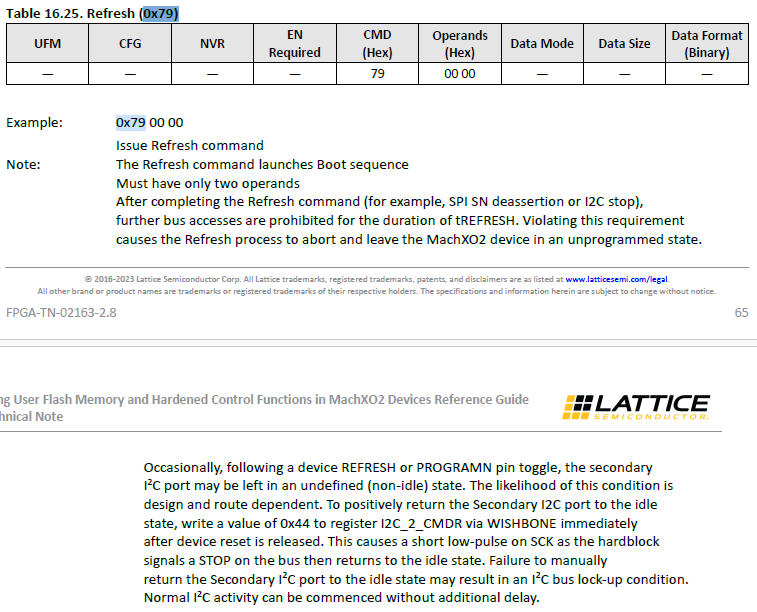 Table 16.25. Refresh (0x79)
UFM CFG NVR EN Required CMD (Hex) Operands (Hex) Data Mode Data Size Data Format (Binary)
— — — — 79 00 00 — — —
Example: 0x79 00 00
Issue Refresh command
Note: The Refresh command launches Boot sequence
Must have only two operands
After completing the Refresh command (for example, SPI SN deassertion or I2C stop),
further bus accesses are prohibited for the duration of tREFRESH. Violating this requirement
causes the Refresh process to abort and leave the MachXO2 device in an unprogrammed state.
© 2016-2023 Lattice Semiconductor Corp. All Lattice trademarks, registered trademarks, patents, and disclaimers are as listed at www.latticesemi.com/legal.
All other brand or product names are trademarks or registered trademarks of their respective holders. The specifications and information herein are subject to change without notice.
FPGA-TN-02163-2.8 65
ng User Flash Memory and Hardened Control Functions in MachXO2 Devices Reference Guide
hnical Note
LATTICE
SEMICONDUCTOR.
Occasionally, following a device REFRESH or PROGRAMN pin toggle, the secondary
I²C port may be left in an undefined (non-idle) state. The likelihood of this condition is
design and route dependent. To positively return the Secondary I2C port to the idle
state, write a value of 0x44 to register I2C_2_CMDR via WISHBONE immediately
after device reset is released. This causes a short low-pulse on SCK as the hardblock
signals a STOP on the bus then returns to the idle state. Failure to manually
return the Secondary I²C port to the idle state may result in an I²C bus lock-up condition.
Normal I²C activity can be commenced without additional delay.